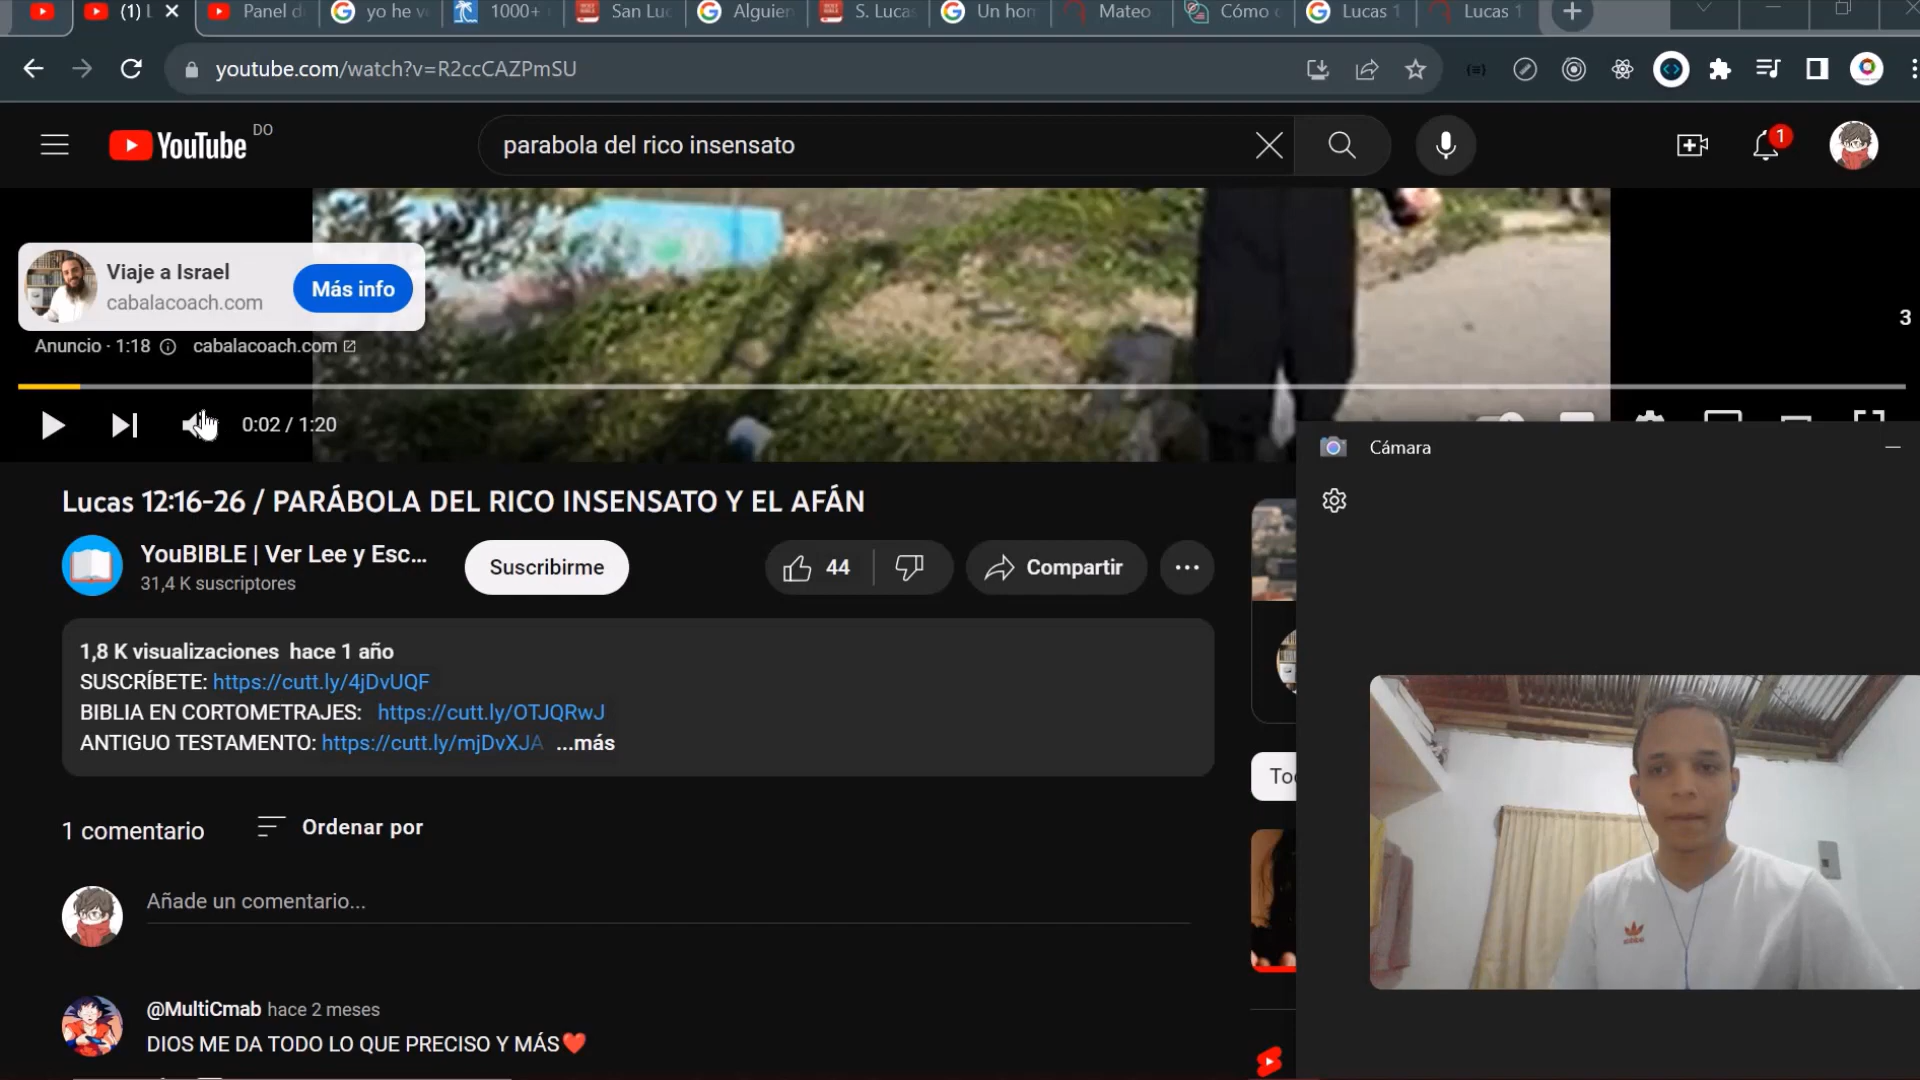 (1) L
Panel d
yo he v
1000+
San Luc
Alguien
S. Lucas
Un hon
Mateo
Cómo
Lucas 1
Lucas 1
youtube.com/watch?v=R2ccCAZPmSU
YouTube DO
parabola del rico insensato
1
Viaje a Israel
cabalacoach.com
Más info
3
Anuncio · 1:18
cabalacoach.com
0:02 / 1:20
Cámara
Lucas 12:16-26 / PARÁBOLA DEL RICO INSENSATO Y EL AFÁN
YouBIBLE | Ver Lee y Esc...
31,4 K suscriptores
Suscribirme
44
Compartir
1,8 K visualizaciones hace 1 año
SUSCRÍBETE: https://cutt.ly/4jDvUQF
BIBLIA EN CORTOMETRAJES: https://cutt.ly/OTJQRwJ
ANTIGUO TESTAMENTO: https://cutt.ly/mjDvXJA ...más
1 comentario
Ordenar por
Añade un comentario...
@MultiCmab hace 2 meses
DIOS ME DA TODO LO QUE PRECISO Y MÁS❤️